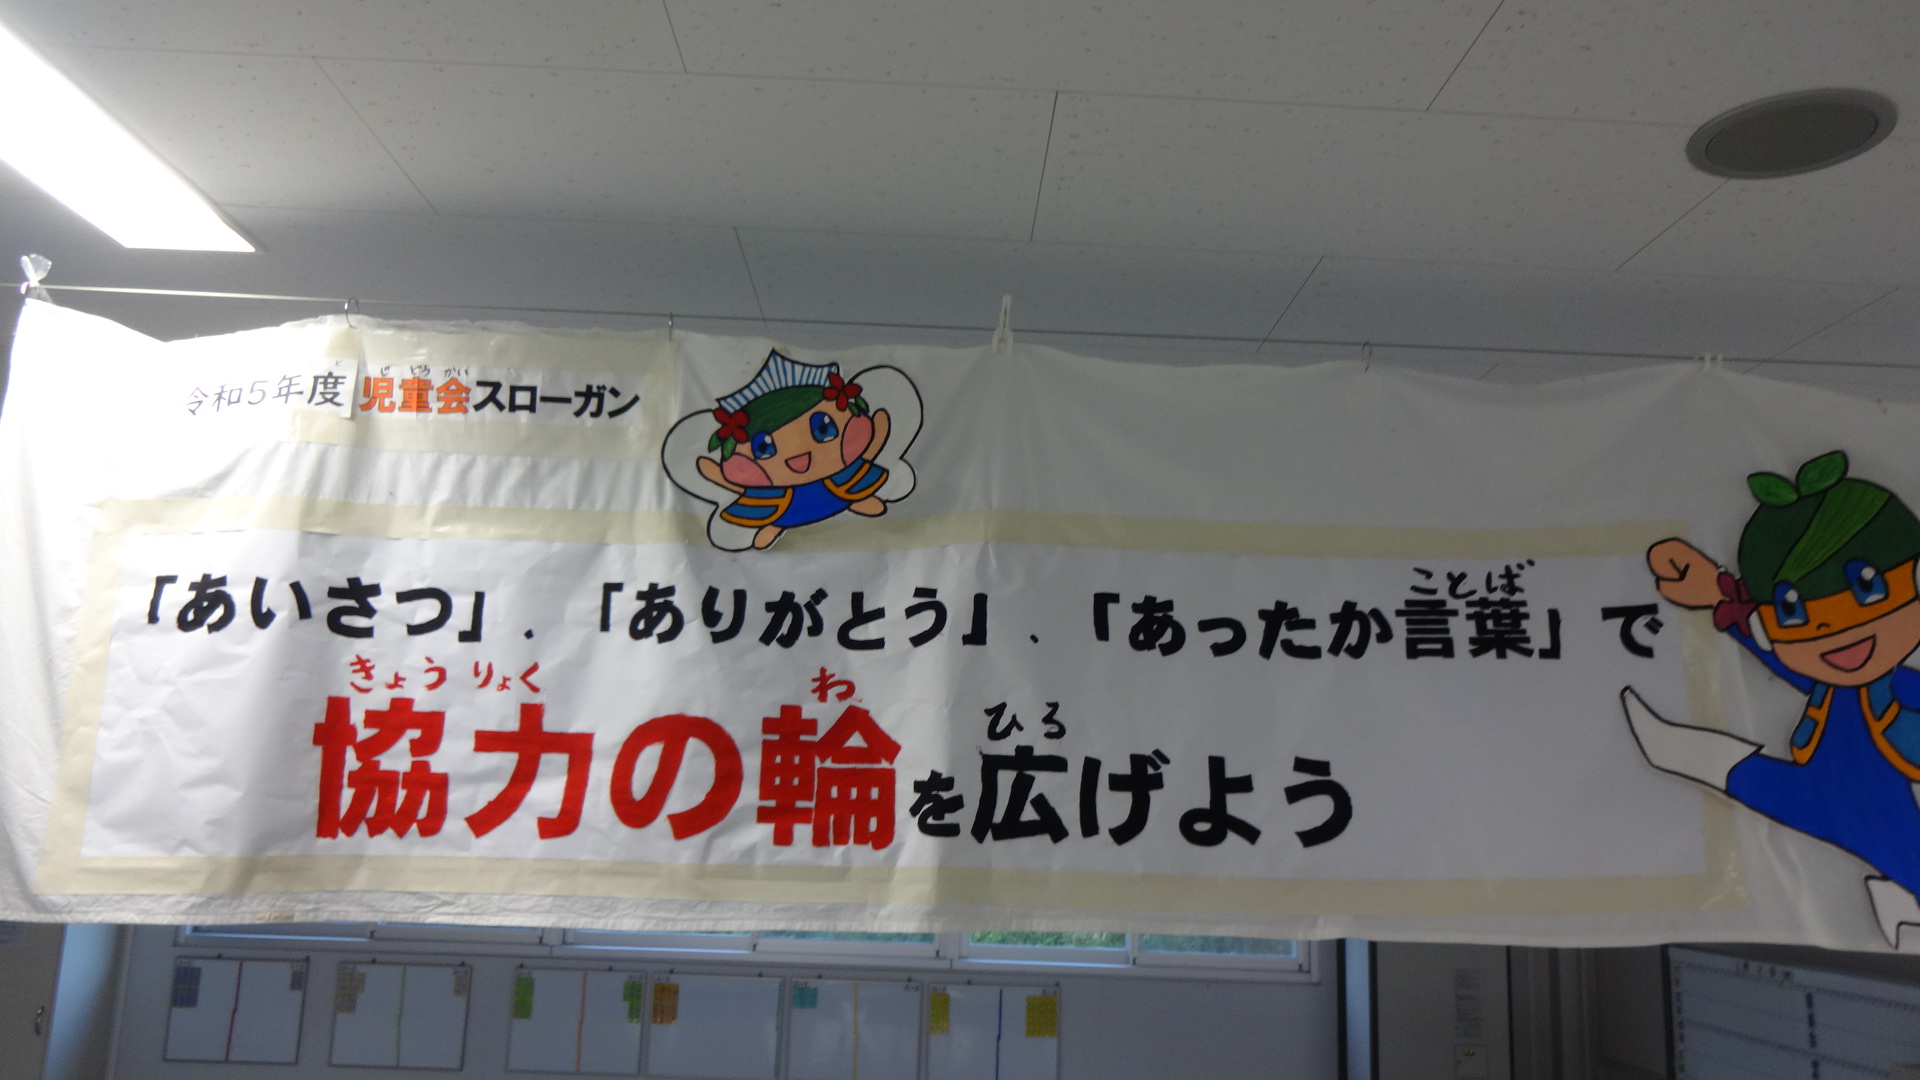 令和5年度 児童会スローガン
ど じ どう かい
「あいさつ」、「ありがとう」、「あったか言葉」で
ことば
きょうりょく わ
協力の輪を広げよう
ひろ